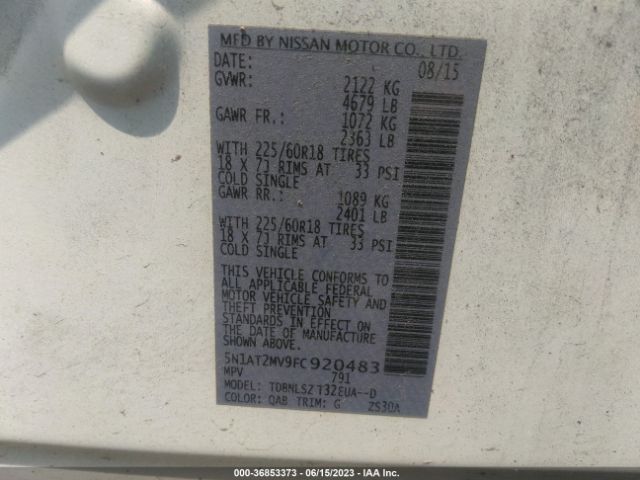 MFD BY NISSAN MOTOR CO., LTD.
DATE: 08/15
GVWR: 2122 KG
4679 LB
GAWR FR.: 1072 KG
2363 LB
WITH 225/60R18 TIRES
18 X 7J RIMS AT 33 PSI
COLD SINGLE
GAWR RR.: 1089 KG
2401 LB
WITH 225/60R18 TIRES
18 X 7J RIMS AT 33 PSI
COLD SINGLE
THIS VEHICLE CONFORMS TO
ALL APPLICABLE FEDERAL
MOTOR VEHICLE SAFETY AND
THEFT PREVENTION
STANDARDS IN EFFECT ON
THE DATE OF MANUFACTURE
SHOWN ABOVE.
5N1AT2MV9FC920483
MPV 791
MODEL:
COLOR: QAB TRIM: G ZS30A
000-36853373 - 06/15/2023 - IAA Inc.